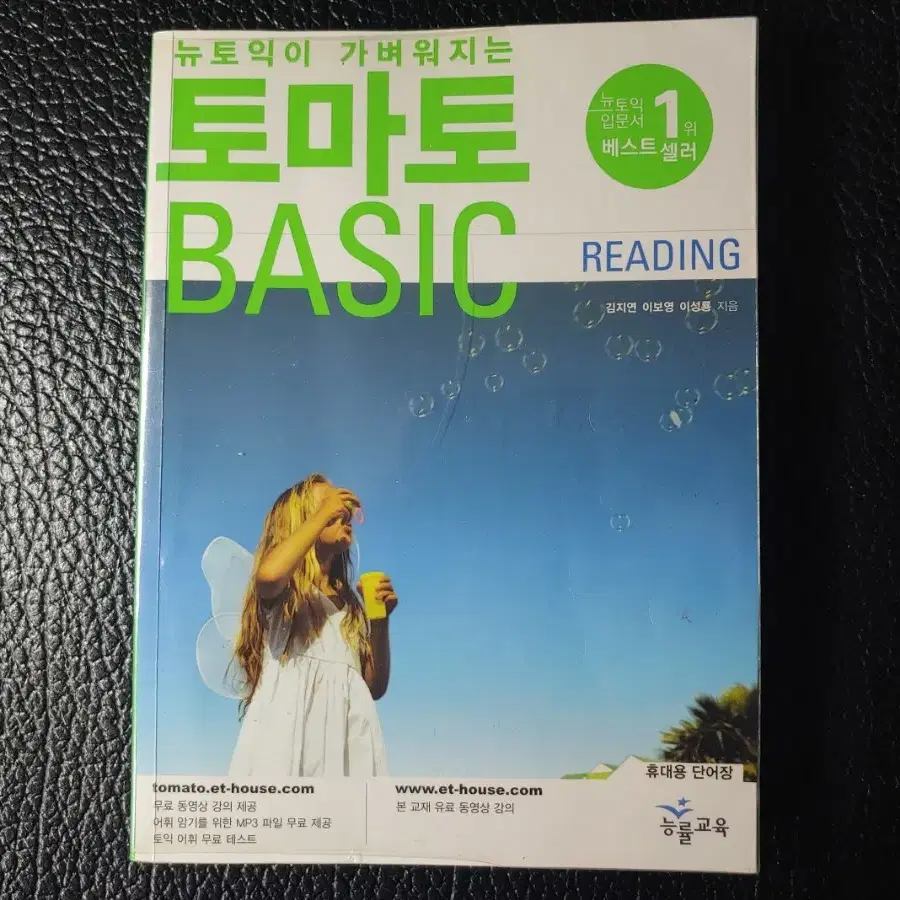 뉴토익이 가벼워지는
토마토
BASIC
뉴토익
입문서 1위
베스트셀러
READING
김지연 이보영 이성룡 지음
휴대용 단어장
tomato.et-house.com
무료 동영상 강의 제공
어휘 암기를 위한 MP3 파일 무료 제공
토익 어휘 무료 테스트
www.et-house.com
본 교재 유료 동영상 강의
능률교육